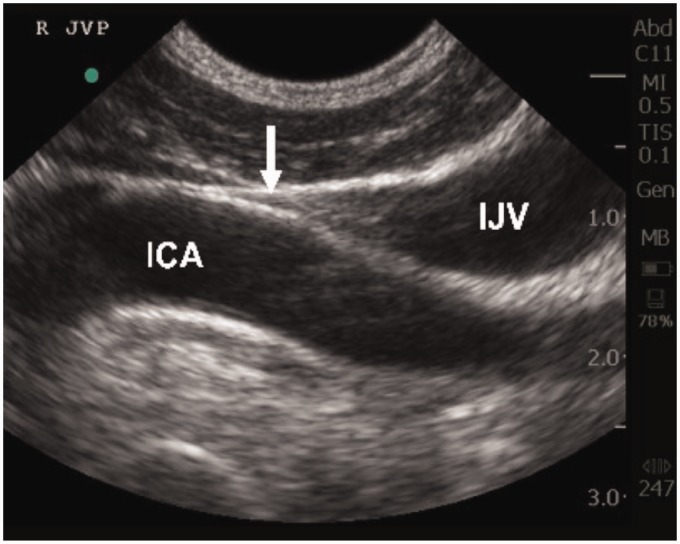 R JVP
Abd
C11
MI
0.5
TIS
0.1
Gen
MB
78%
247
ICA
IJV
1.0
2.0
3.0